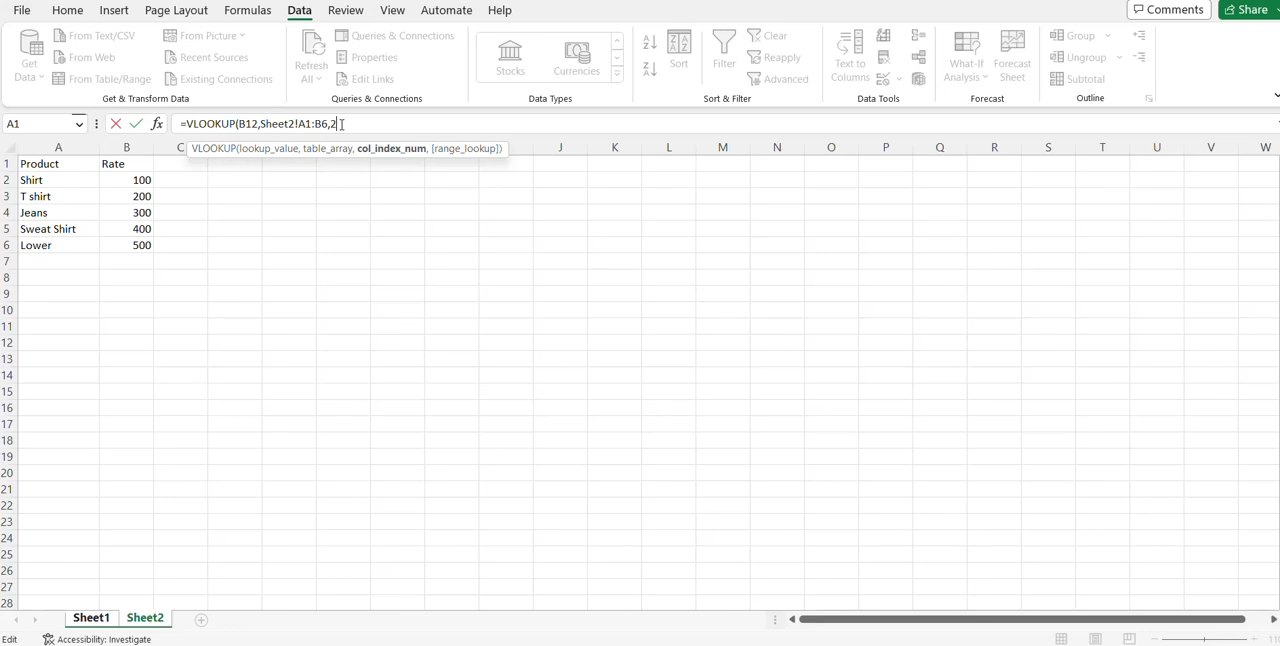 File Home Insert Page Layout Formulas Data Review View Automate Help Comments Share
Get Data From Text/CSV From Picture Refresh All Queries & Connections Stocks Currencies Sort Filter Clear Text to Columns What-If Analysis Forecast Sheet Group
From Web Recent Sources Properties Reapply Ungroup
From Table/Range Existing Connections Edit Links Advanced Subtotal
Get & Transform Data Queries & Connections Data Types Sort & Filter Data Tools Forecast Outline
A1 fx =VLOOKUP(B12,Sheet2!A1:B6,2
VLOOKUP(lookup_value, table_array, col_index_num, [range_lookup])
A B C J K L M N O P Q R S T U V W
1 Product Rate
2 Shirt 100
3 T shirt 200
4 Jeans 300
5 Sweat Shirt 400
6 Lower 500
7
8
9
10
11
12
13
14
15
16
17
18
19
20
21
22
23
24
25
26
27
28
Sheet1 Sheet2
Edit Accessibility: Investigate